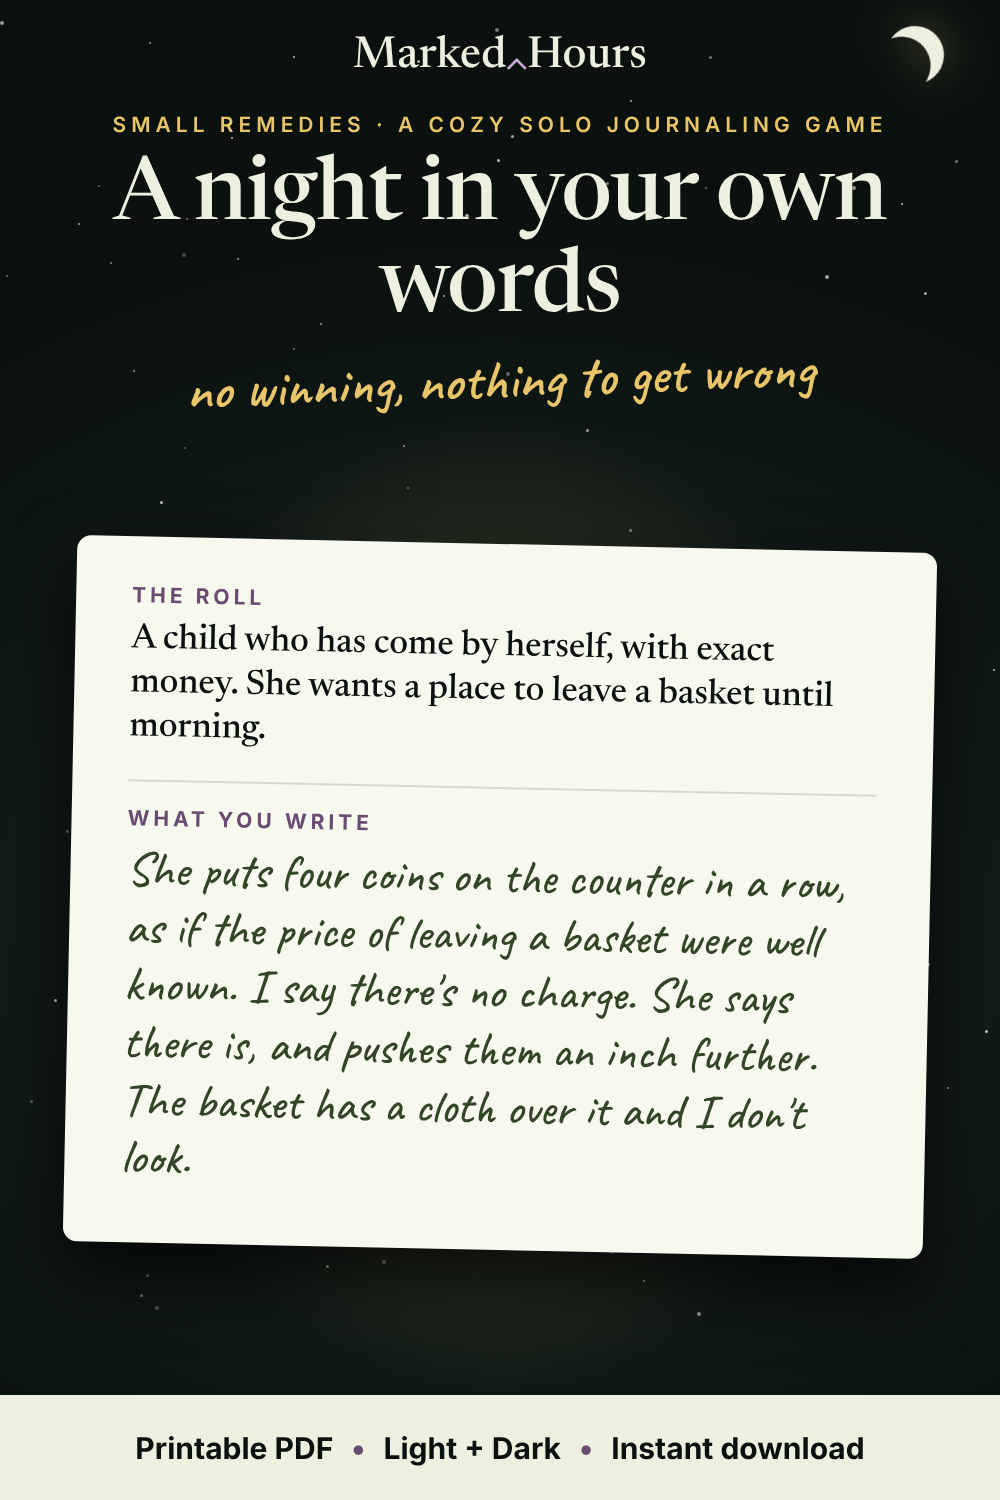 Marked‸Hours
SMALL REMEDIES · A COZY SOLO JOURNALING GAME
A night in your own
words
no winning, nothing to get wrong
THE ROLL
A child who has come by herself, with exact
money. She wants a place to leave a basket until
morning.
WHAT YOU WRITE
She puts four coins on the counter in a row,
as if the price of leaving a basket were well
known. I say there's no charge. She says
there is, and pushes them an inch further.
The basket has a cloth over it and I don't
look.
Printable PDF • Light + Dark • Instant download